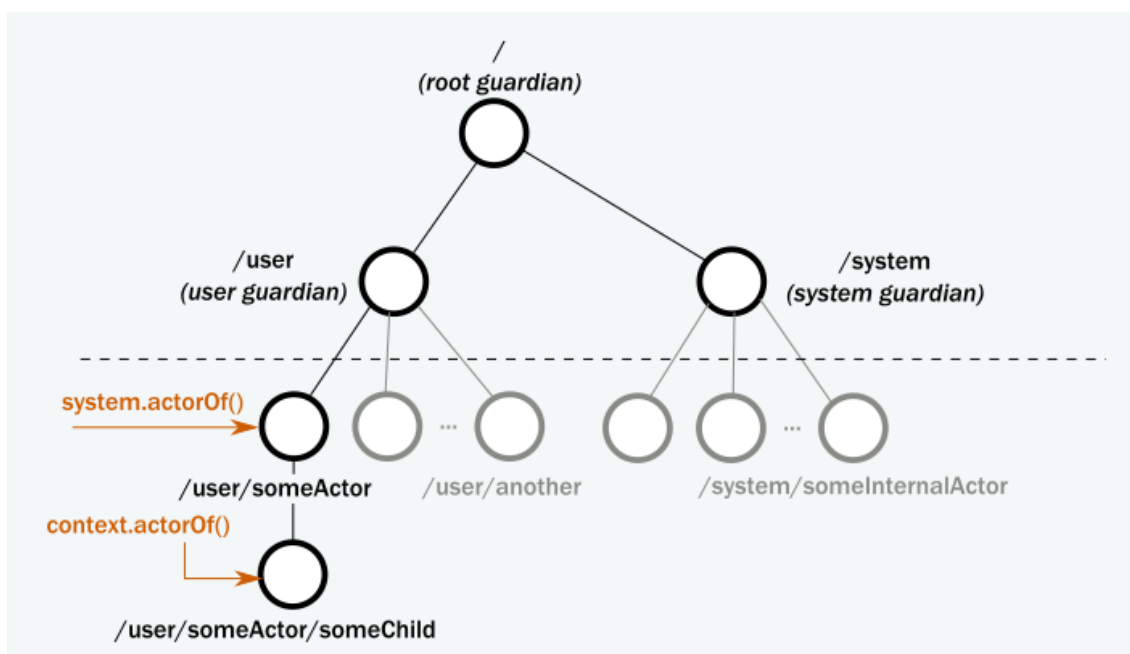 /
(root guardian)
/user
(user guardian)
/system
(system guardian)
system.actorOf()
...
...
/user/someActor
/user/another
/system/someInternalActor
context.actorOf()
/user/someActor/someChild